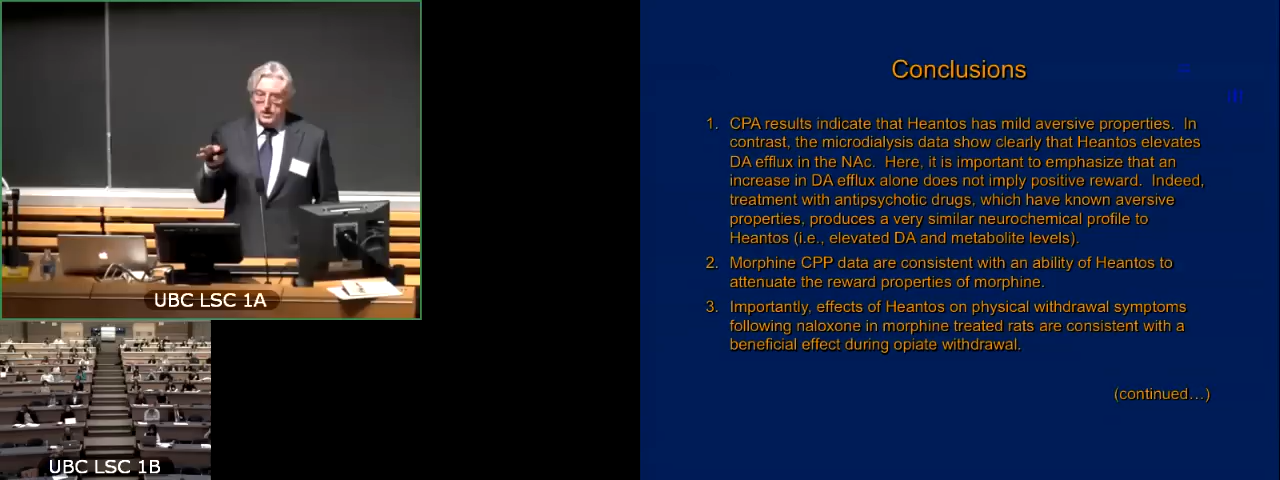 UBC LSC 1A
UBC LSC 1B
Conclusions
1. CPA results indicate that Heantos has mild aversive properties. In
contrast, the microdialysis data show clearly that Heantos elevates
DA efflux in the NAc. Here, it is important to emphasize that an
increase in DA efflux alone does not imply positive reward. Indeed,
treatment with antipsychotic drugs, which have known aversive
properties, produces a very similar neurochemical profile to
Heantos (i.e., elevated DA and metabolite levels).
2. Morphine CPP data are consistent with an ability of Heantos to
attenuate the reward properties of morphine.
3. Importantly, effects of Heantos on physical withdrawal symptoms
following naloxone in morphine treated rats are consistent with a
beneficial effect during opiate withdrawal.
(continued…)